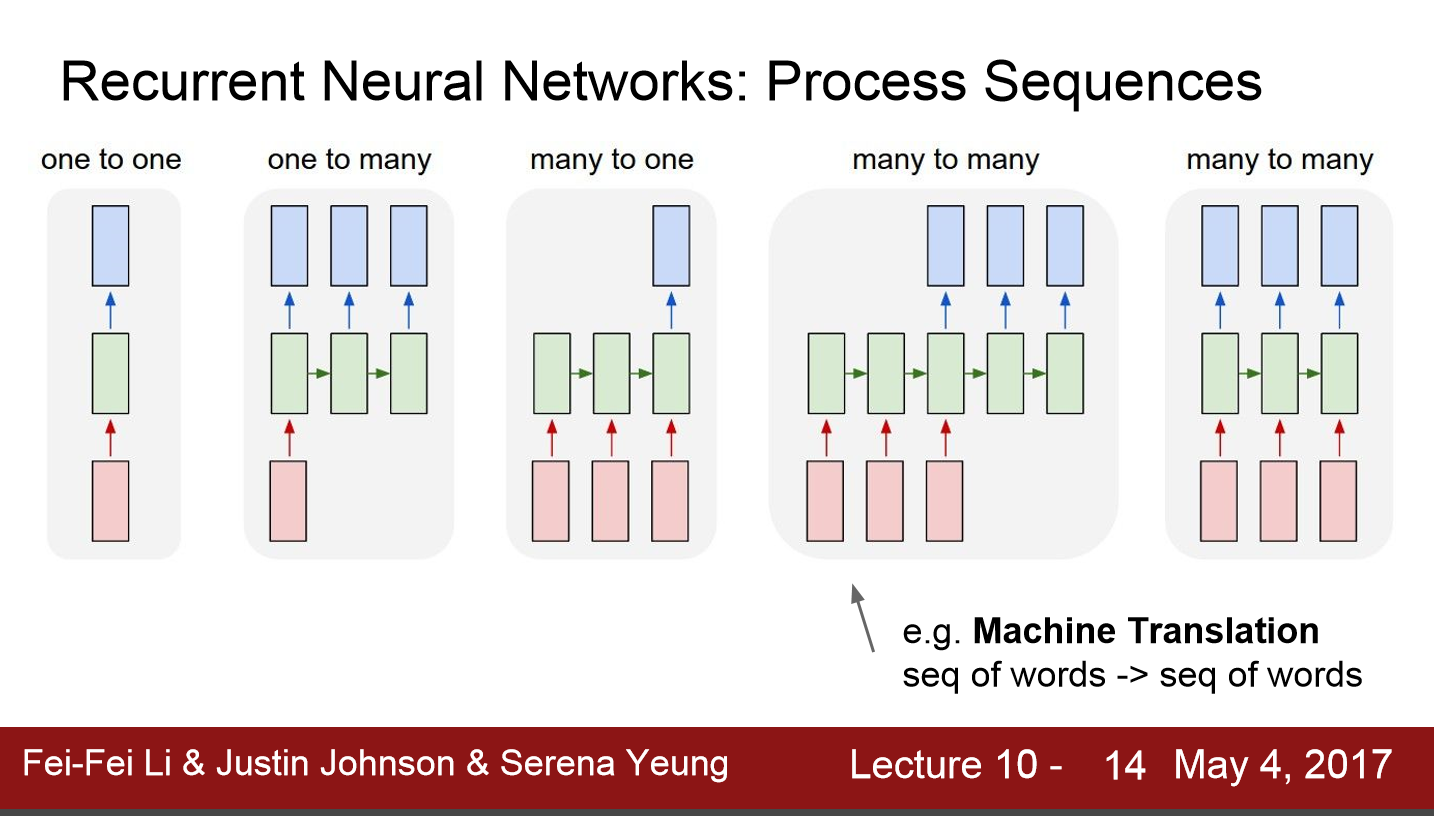 Recurrent Neural Networks: Process Sequences
one to one
one to many
many to one
many to many
many to many
e.g. Machine Translation
seq of words -> seq of words
Fei-Fei Li & Justin Johnson & Serena Yeung
Lecture 10 - 14 May 4, 2017